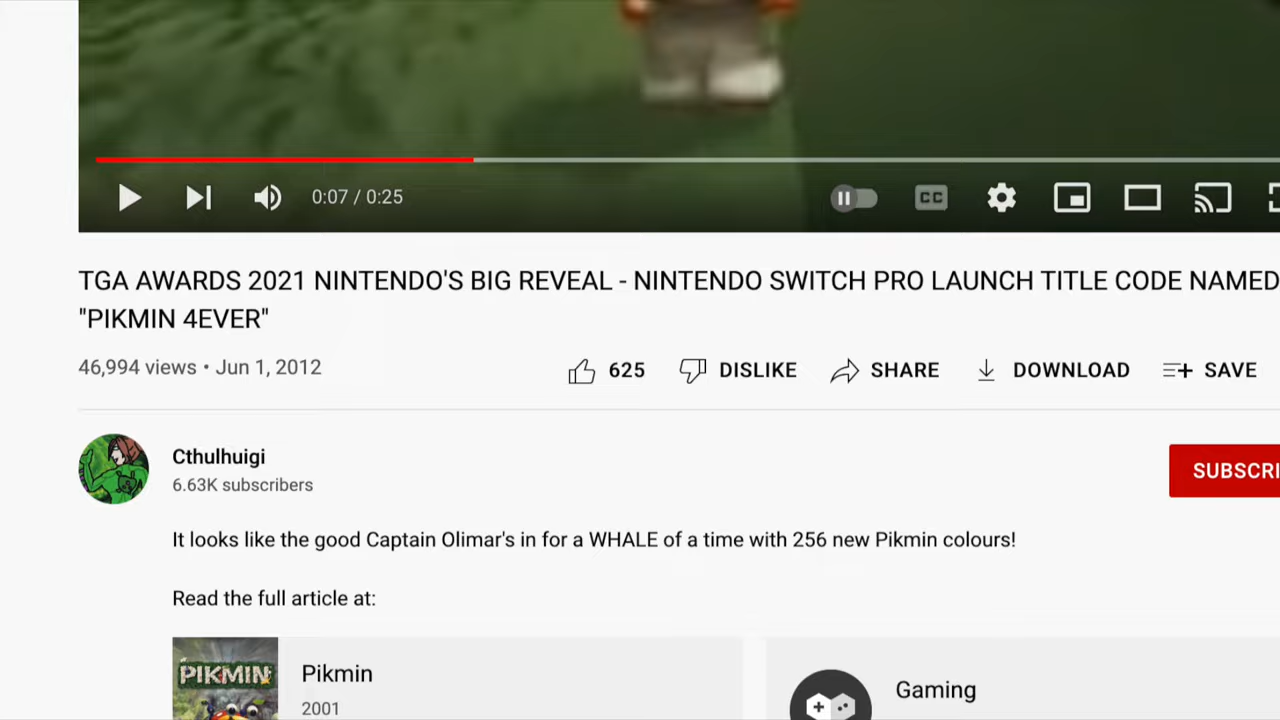 0:07 / 0:25
CC
TGA AWARDS 2021 NINTENDO'S BIG REVEAL - NINTENDO SWITCH PRO LAUNCH TITLE CODE NAMED
"PIKMIN 4EVER"
46,994 views • Jun 1, 2012
625 DISLIKE SHARE DOWNLOAD SAVE
Cthulhuigi
6.63K subscribers
SUBSCRI
It looks like the good Captain Olimar's in for a WHALE of a time with 256 new Pikmin colours!
Read the full article at:
PIKMIN
Pikmin
2001
Gaming